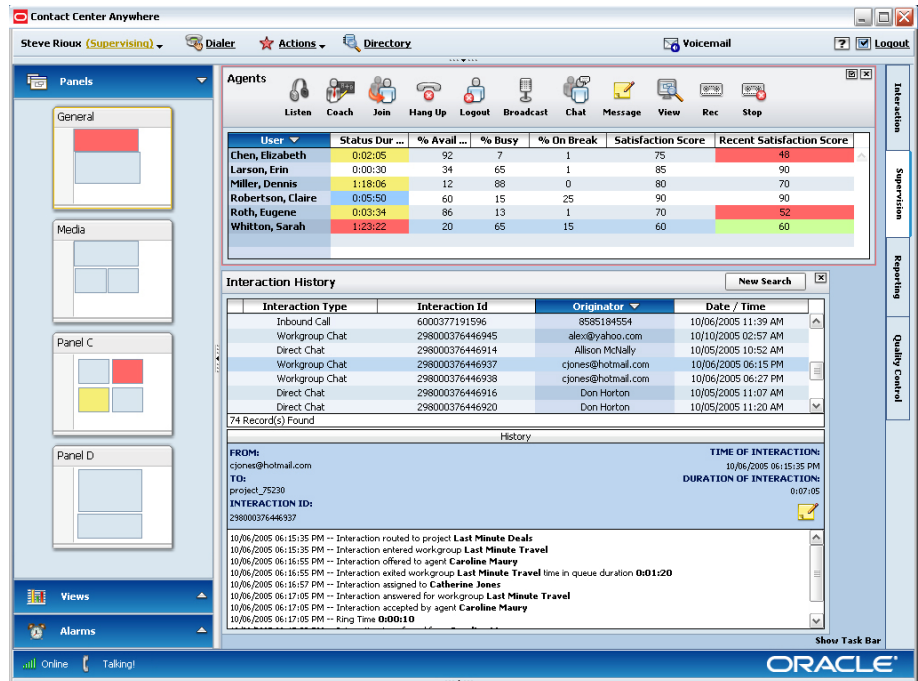 Contact Center Anywhere
Steve Rioux (Supervising) Dialer Actions Directory Voicemail ? Logout
Panels
General
Media
Panel C
Panel D
Views
Alarms
Agents
Listen Coach Join Hang Up Logout Broadcast Chat Message View Rec Stop
User Status Dur ... % Avail ... % Busy % On Break Satisfaction Score Recent Satisfaction Score
Chen, Elizabeth 0:02:05 92 7 1 75 48
Larson, Erin 0:00:30 34 65 1 85 90
Miller, Dennis 1:18:06 12 88 0 80 70
Robertson, Claire 0:05:50 60 15 25 90 90
Roth, Eugene 0:03:34 86 13 1 70 52
Whitton, Sarah 1:23:22 20 65 15 60 60
Interaction History New Search
Interaction Type Interaction Id Originator Date / Time
Inbound Call 6000377191596 8585184554 10/06/2005 11:39 AM
Workgroup Chat 298000376446945 alex@yahoo.com 10/10/2005 02:57 AM
Direct Chat 298000376446914 Allison McNally 10/05/2005 10:52 AM
Workgroup Chat 298000376446937 cjones@hotmail.com 10/06/2005 06:15 PM
Workgroup Chat 298000376446938 cjones@hotmail.com 10/06/2005 06:27 PM
Direct Chat 298000376446916 Don Horton 10/05/2005 11:07 AM
Direct Chat 298000376446920 Don Horton 10/05/2005 11:20 AM
74 Record(s) Found
History
FROM: TIME OF INTERACTION:
cjones@hotmail.com 10/06/2005 06:15:35 PM
TO: DURATION OF INTERACTION:
project_75230 0:07:05
INTERACTION ID:
298000376446937
10/06/2005 06:15:35 PM -- Interaction routed to project Last Minute Deals
10/06/2005 06:15:35 PM -- Interaction entered workgroup Last Minute Travel
10/06/2005 06:16:55 PM -- Interaction offered to agent Caroline Maury
10/06/2005 06:16:55 PM -- Interaction exited workgroup Last Minute Travel time in queue duration 0:01:20
10/06/2005 06:16:57 PM -- Interaction assigned to Catherine Jones
10/06/2005 06:17:05 PM -- Interaction answered for workgroup Last Minute Travel
10/06/2005 06:17:05 PM -- Interaction accepted by agent Caroline Maury
10/06/2005 06:17:05 PM -- Ring Time 0:00:10
Interaction
Supervision
Reporting
Quality Control
Show Task Bar
Online Talking!
ORACLE